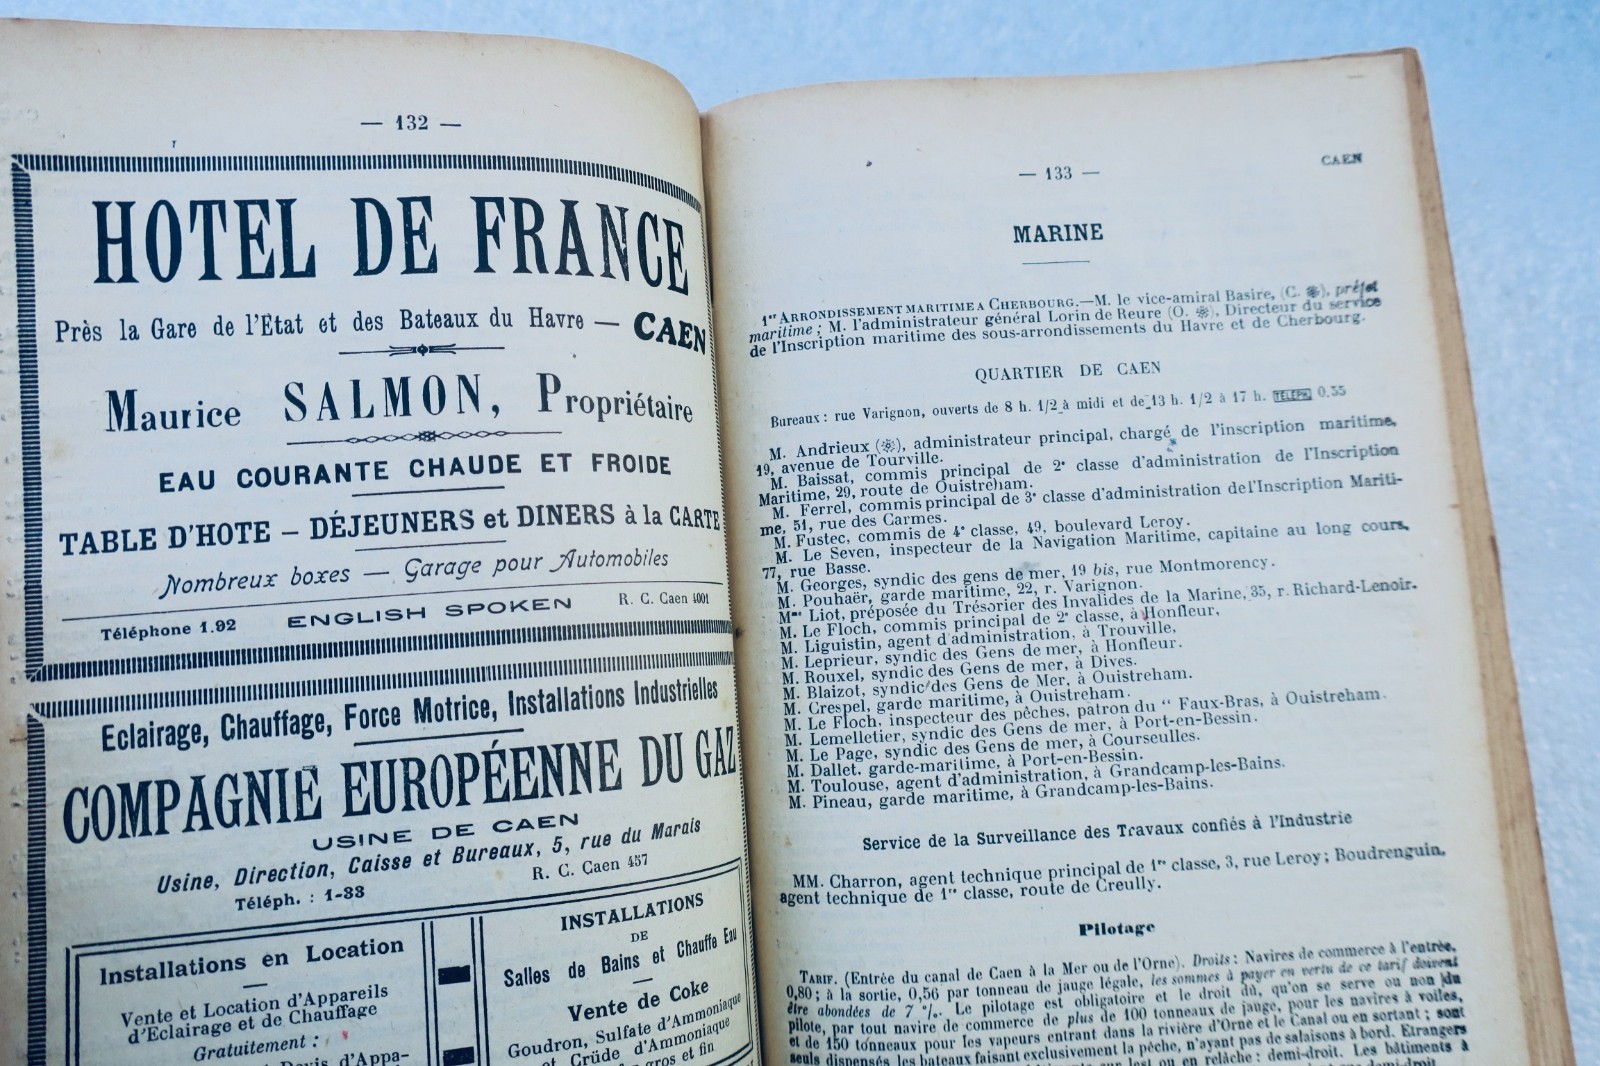 — 132 —
HOTEL DE FRANCE
Près la Gare de l'Etat et des Bateaux du Havre — CAEN
Maurice SALMON, Propriétaire
EAU COURANTE CHAUDE ET FROIDE
TABLE D'HOTE – DÉJEUNERS et DINERS à la CARTE
Nombreux boxes — Garage pour Automobiles
Téléphone 1.92 ENGLISH SPOKEN R. C. Caen 4001
Eclairage, Chauffage, Force Motrice, Installations Industrielles
COMPAGNIE EUROPÉENNE DU GAZ
USINE DE CAEN
Usine, Direction, Caisse et Bureaux, 5, rue du Marais
Téléph. : 1-33 R. C. Caen 457
Installations en Location
Vente et Location d'Appareils
d'Eclairage et de Chauffage
Gratuitement :
Devis d'Appa-
INSTALLATIONS
DE
Salles de Bains et Chauffe Eau
Vente de Coke
Goudron, Sulfate d'Ammoniaque
et Crüde d'Ammoniaque
gros et fin
CAEN
— 133 —
MARINE
1er ARRONDISSEMENT MARITIME A CHERBOURG.—M. le vice-amiral Basire, (C. ❋), préfet
maritime ; M. l'administrateur général Lorin de Reure (O. ❋), Directeur du service
de l'Inscription maritime des sous-arrondissements du Havre et de Cherbourg.
QUARTIER DE CAEN
Bureaux : rue Varignon, ouverts de 8 h. 1/2 à midi et de 13 h. 1/2 à 17 h. TÉLÉPH. 0.55
M. Andrieux (❋), administrateur principal, chargé de l'inscription maritime,
19, avenue de Tourville.
M. Baissat, commis principal de 2e classe d'administration de l'Inscription
Maritime, 29, route de Ouistreham.
M. Ferrel, commis principal de 3e classe d'administration de l'Inscription Mariti-
me, 51, rue des Carmes.
M. Fustec, commis de 4e classe, 49, boulevard Leroy.
M. Le Seven, inspecteur de la Navigation Maritime, capitaine au long cours,
77, rue Basse.
M. Georges, syndic des gens de mer, 19 bis, rue Montmorency.
M. Pouhaër, garde maritime, 22, r. Varignon.
Mme Liot, préposée du Trésorier des Invalides de la Marine, 35, r. Richard-Lenoir.
M. Le Floch, commis principal de 2e classe, à Honfleur.
M. Liguistin, agent d'administration, à Trouville.
M. Leprieur, syndic des Gens de mer, à Honfleur.
M. Rouxel, syndic des Gens de mer, à Dives.
M. Blaizot, syndic des Gens de Mer, à Ouistreham.
M. Crespel, garde maritime, à Ouistreham.
M. Le Floch, inspecteur des pêches, patron du " Faux-Bras, à Ouistreham.
M. Lemelletier, syndic des Gens de mer, à Port-en-Bessin.
M. Le Page, syndic des Gens de mer, à Courseulles.
M. Dallet, garde-maritime, à Port-en-Bessin.
M. Toulouse, agent d'administration, à Grandcamp-les-Bains.
M. Pineau, garde maritime, à Grandcamp-les-Bains.
Service de la Surveillance des Travaux confiés à l'Industrie
MM. Charron, agent technique principal de 1re classe, 3, rue Leroy ; Boudrenguin,
agent technique de 1re classe, route de Creully.
Pilotage
TARIF. (Entrée du canal de Caen à la Mer ou de l'Orne). Droits : Navires de commerce à l'entrée,
0,80 ; à la sortie, 0,56 par tonneau de jauge légale, les sommes à payer en vertu de ce tarif doivent
être abondées de 7 %. Le pilotage est obligatoire et le droit dû, qu'on se serve ou non du
pilote, par tout navire de commerce de plus de 100 tonneaux de jauge, pour les navires à voiles,
et de 150 tonneaux pour les vapeurs entrant dans la rivière d'Orne et le Canal ou en sortant ; sont
seuls dispensés les bateaux faisant exclusivement la pêche, n'ayant pas de salaisons à bord. Etrangers
sur lest ou en relâche : demi-droit. Les bâtiments à